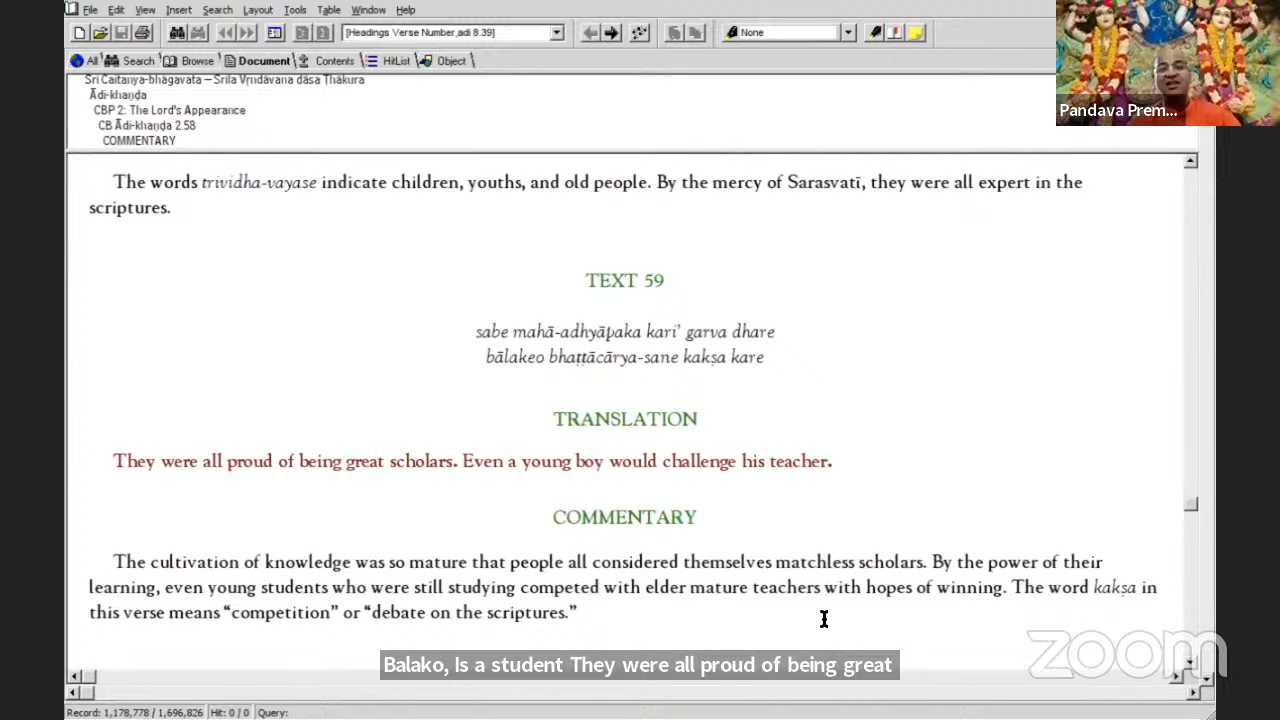 File Edit View Insert Search Layout Tools Table Window Help
[Headings Verse Number,adi 8.39]
None
All Search Browse Document Contents HitList Object
Śrī Caitanya-bhāgavata – Śrīla Vṛndāvana dāsa Ṭhākura
Ādi-khaṇḍa
CBP 2: The Lord's Appearance
CB Ādi-khaṇḍa 2.58
COMMENTARY
Pandava Prem...
The words trividha-vayase indicate children, youths, and old people. By the mercy of Sarasvatī, they were all expert in the
scriptures.
TEXT 59
sabe mahā-adhyāpaka kari’ garva dhare
bālakeo bhaṭṭācārya-sane kakṣa kare
TRANSLATION
They were all proud of being great scholars. Even a young boy would challenge his teacher.
COMMENTARY
The cultivation of knowledge was so mature that people all considered themselves matchless scholars. By the power of their
learning, even young students who were still studying competed with elder mature teachers with hopes of winning. The word kakṣa in
this verse means “competition” or “debate on the scriptures.”
zoom
Balako, Is a student They were all proud of being great
Record: 1,178,778 / 1,696,826 Hit: 0 / 0 Query: